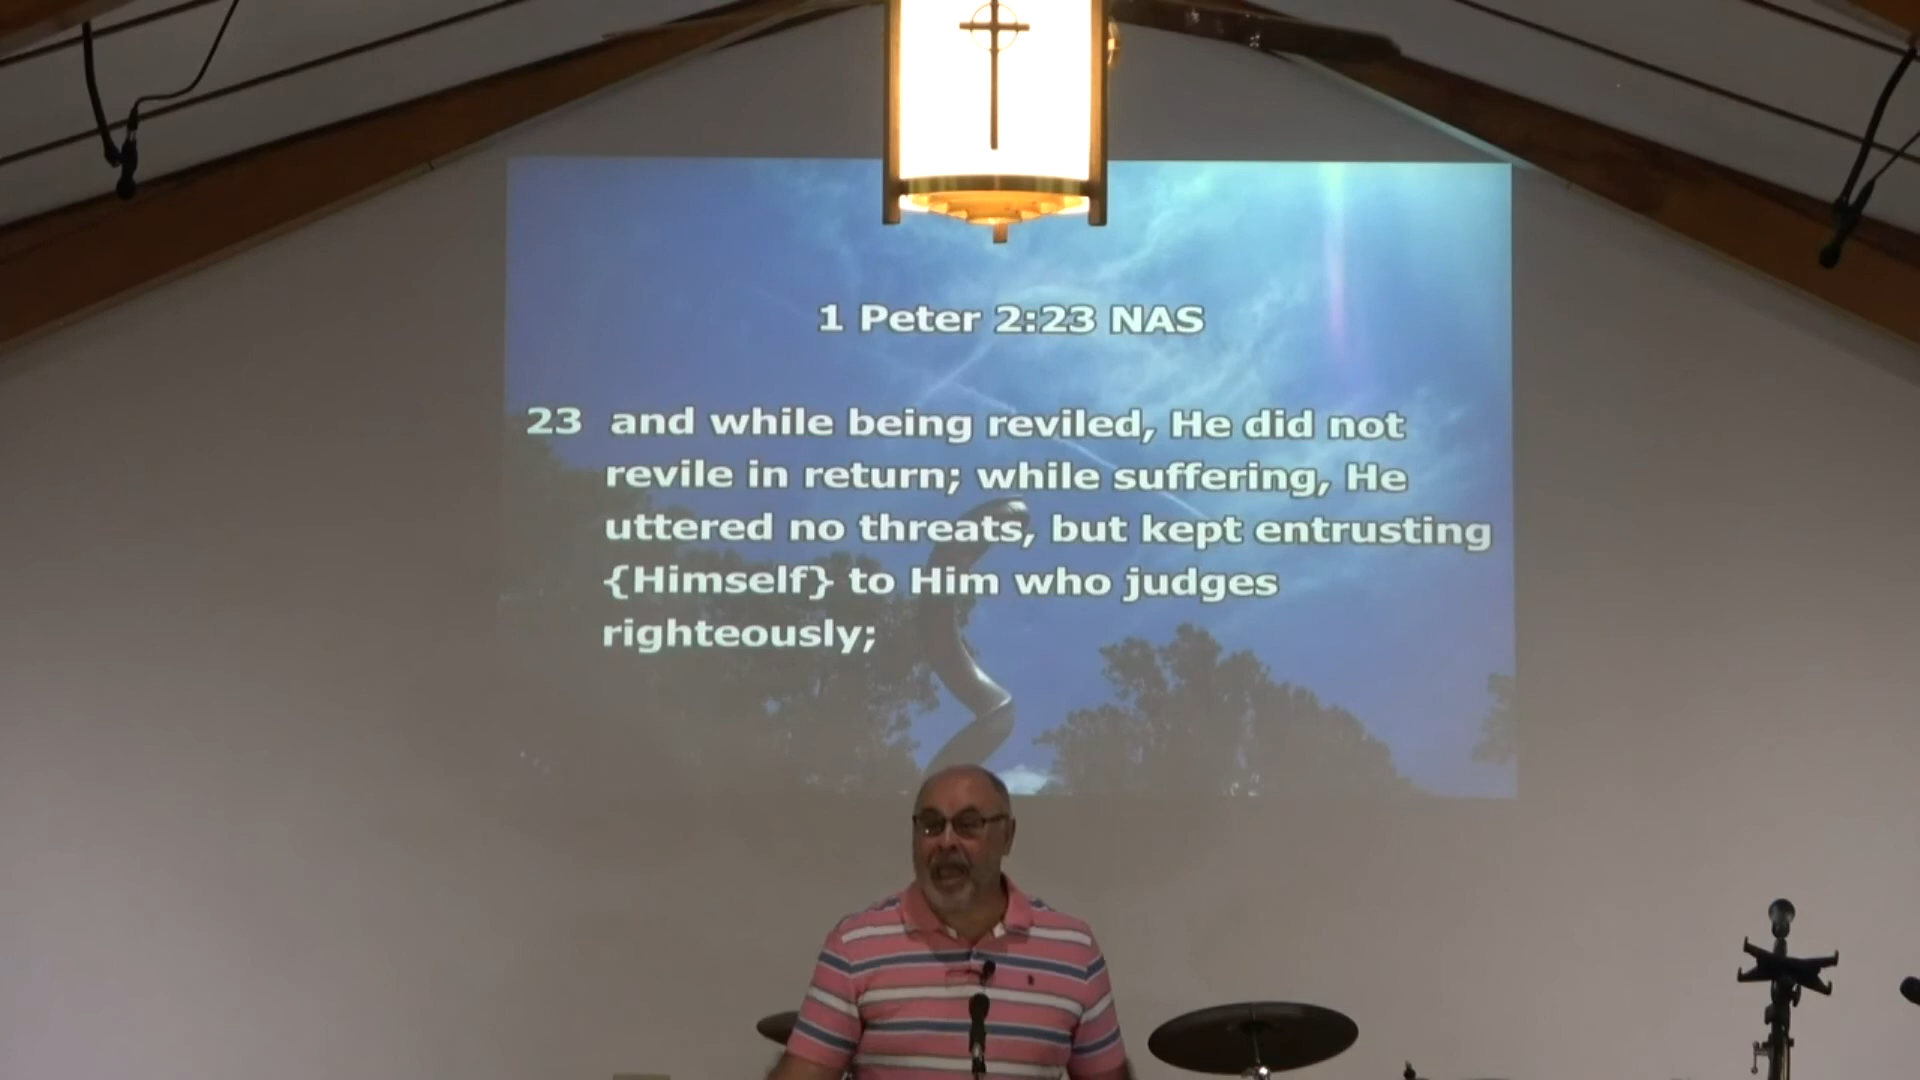 1 Peter 2:23 NAS
23 and while being reviled, He did not
revile in return; while suffering, He
uttered no threats, but kept entrusting
{Himself} to Him who judges
righteously;